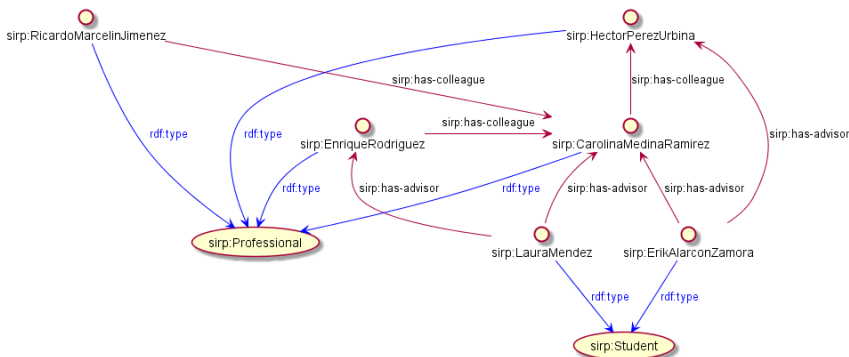 sirp:RicardoMarcelinJimenez
sirp:HectorPerezUrbina
sirp:has-colleague
sirp:has-colleague
sirp:has-colleague
rdf:type
rdf:type
sirp:has-advisor
sirp:EnriqueRodriguez
sirp:CarolinaMedinaRamirez
rdf:type
rdf:type
sirp:has-advisor
sirp:has-advisor
sirp:has-advisor
sirp:Professional
sirp:LauraMendez
sirp:ErikAlarconZamora
rdf:type
rdf:type
sirp:Student